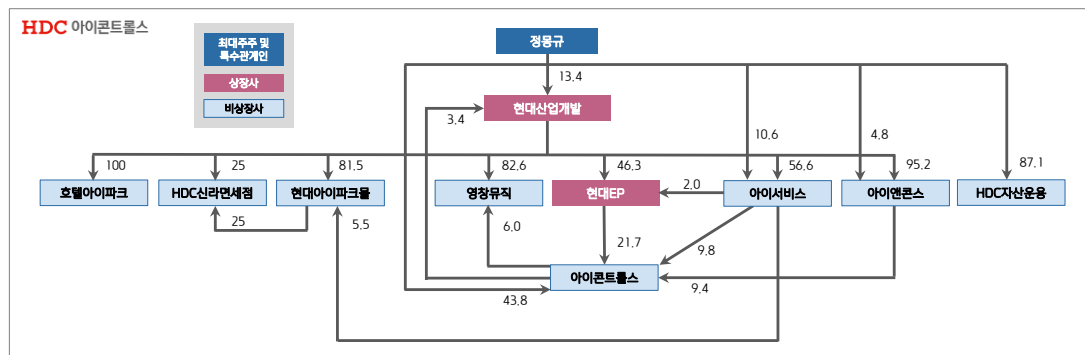 HDC 아이콘트롤스
최대주주 및
특수관계인
상장사
비상장사
정몽규
13.4
현대산업개발
3.4
10.6
4.8
100
25
81.5
82.6
46.3
56.6
95.2
87.1
호텔아이파크
HDC신라면세점
현대아이파크몰
영창뮤직
현대EP
2.0
아이서비스
아이앤콘스
HDC자산운용
25
5.5
6.0
21.7
9.8
아이콘트롤스
43.8
9.4